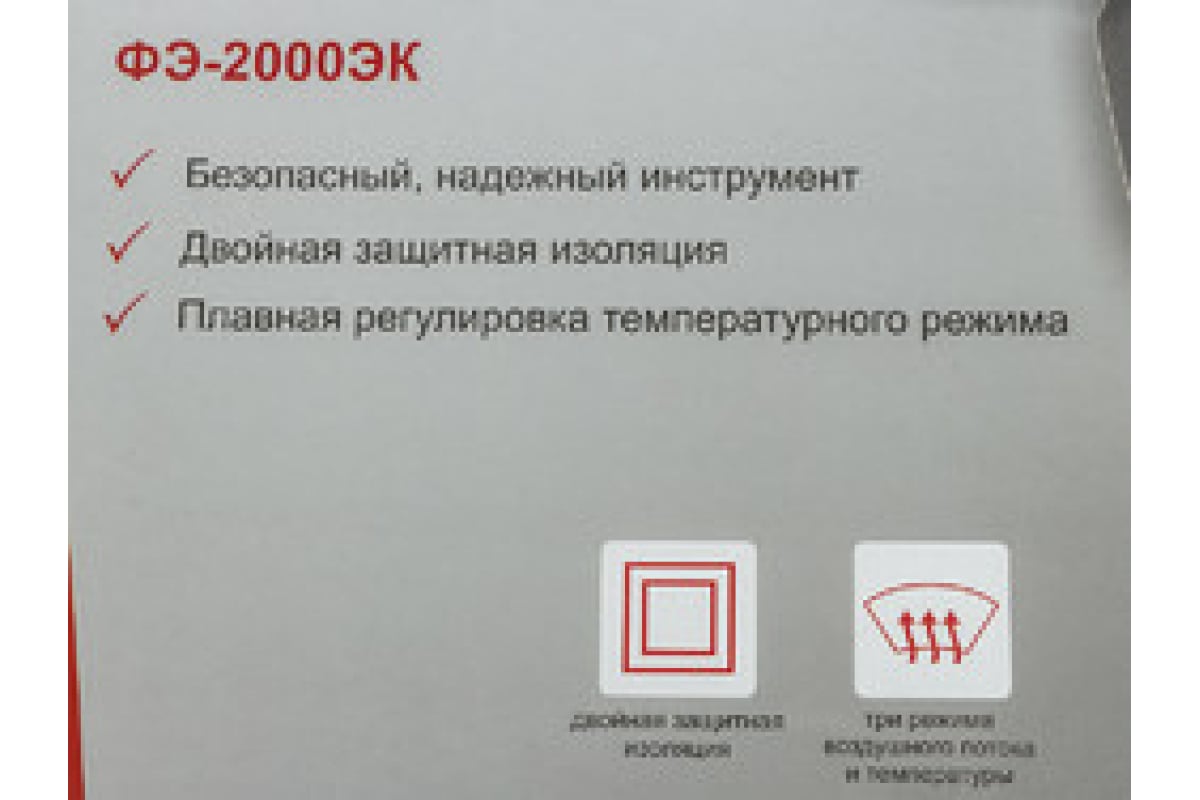 ФЭ-2000ЭК
Безопасный, надежный инструмент
Двойная защитная изоляция
Плавная регулировка температурного режима
двойная защитная
изоляция
три режима
воздушного потока
и температуры